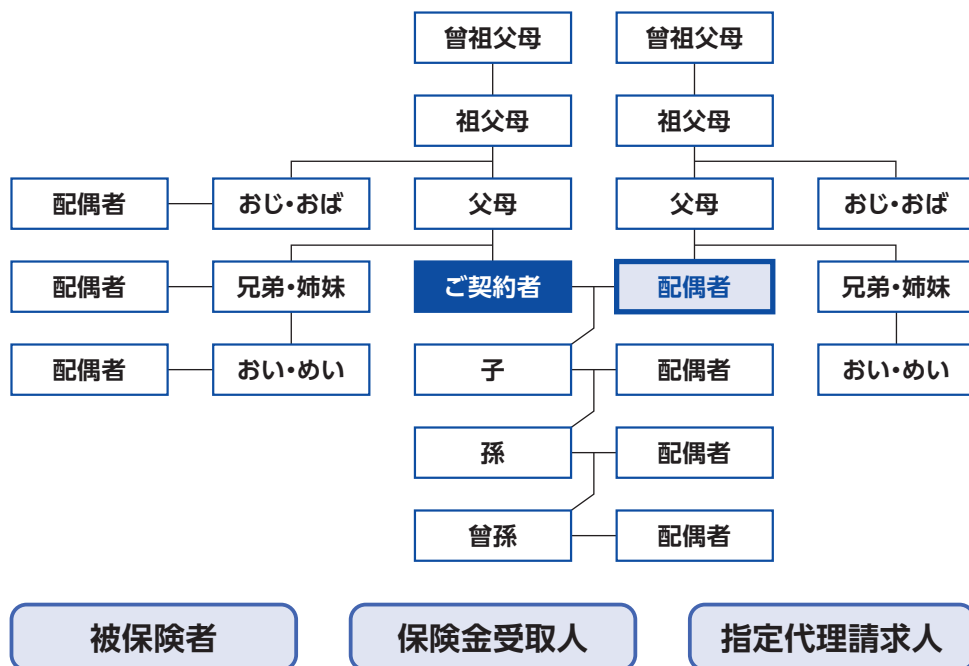 曾祖父母 曾祖父母
祖父母 祖父母
配偶者 おじ・おば 父母 父母 おじ・おば
配偶者 兄弟・姉妹 ご契約者 配偶者 兄弟・姉妹
配偶者 おい・めい 子 配偶者 おい・めい
孫 配偶者
曾孫 配偶者
被保険者 保険金受取人 指定代理請求人